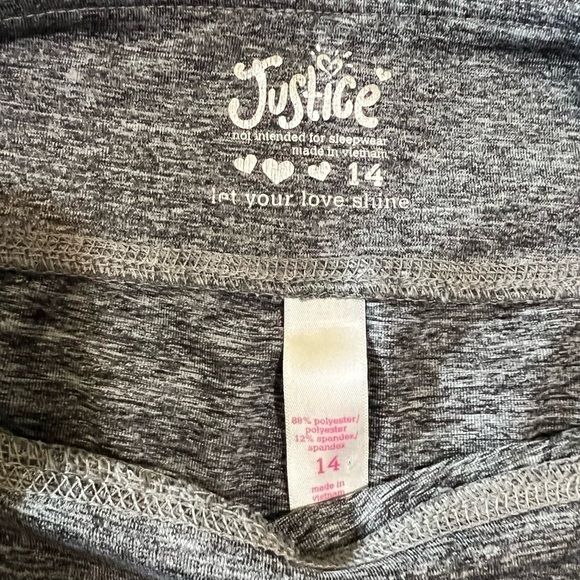 Justice
not intended for sleepwear
made in vietnam
14
let your love shine
88% polyester/
polyester
12% spandex/
spandex
14
made in
vietnam